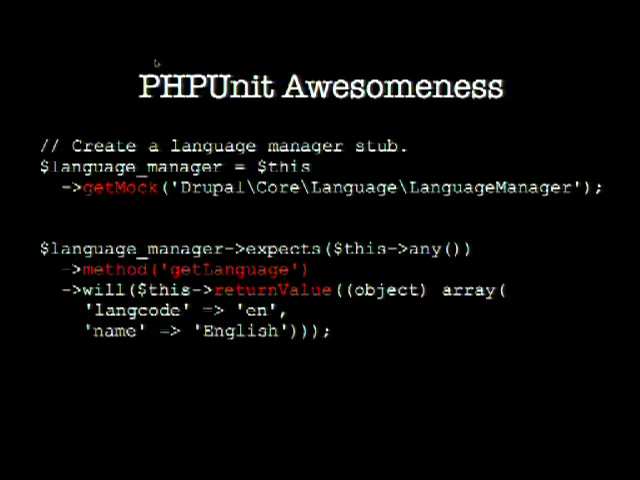 PHPUnit Awesomeness
// Create a language manager stub.
$language_manager = $this
->getMock('Drupal\Core\Language\LanguageManager');
$language_manager->expects($this->any())
->method('getLanguage')
->will($this->returnValue((object) array(
'langcode' => 'en',
'name' => 'English')));